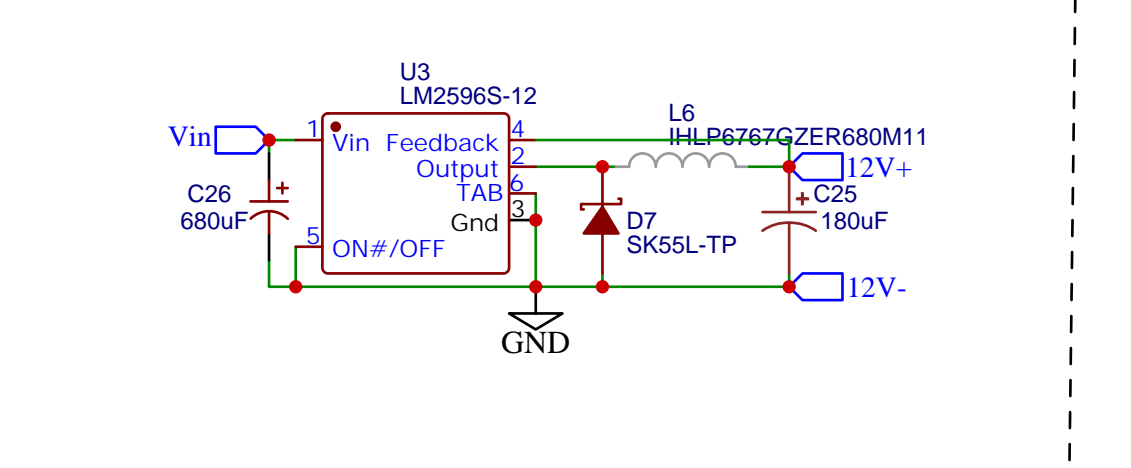 U3
LM2596S-12
L6
IHLP6767GZER680M11
Vin
1
Vin
Feedback
4
Output
2
12V+
TAB
6
C26
680uF
+
Gnd
3
D7
SK55L-TP
+
C25
180uF
5
ON#/OFF
12V-
GND